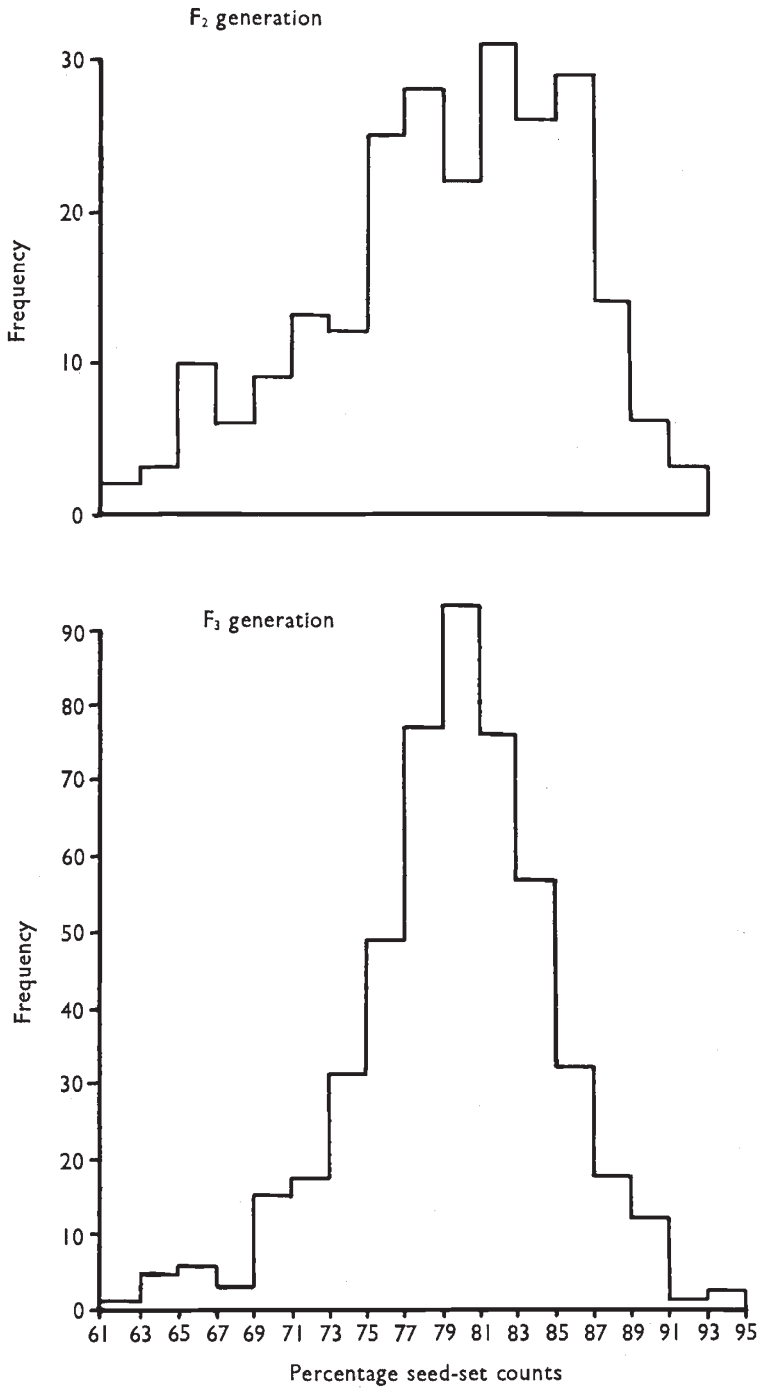 F₂ generation
30
20
10
0
Frequency
F₃ generation
90
80
70
60
50
40
30
20
10
0
Frequency
61 63 65 67 69 71 73 75 77 79 81 83 85 87 89 91 93 95
Percentage seed-set counts